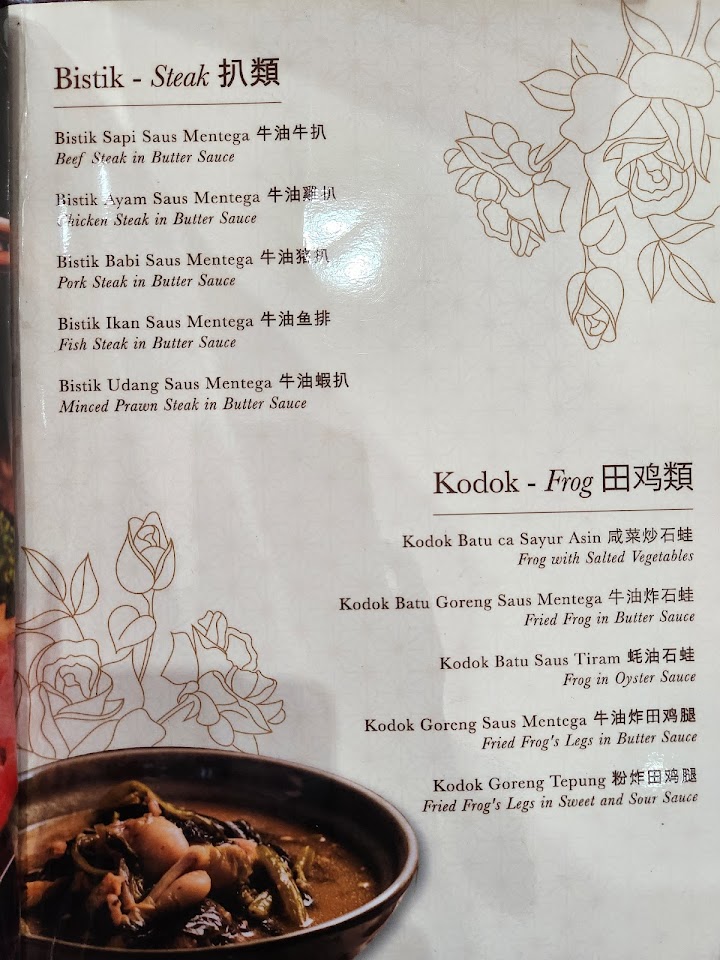 Bistik - Steak 扒類
Bistik Sapi Saus Mentega 牛油牛扒
Beef Steak in Butter Sauce
Bistik Ayam Saus Mentega 牛油雞扒
Chicken Steak in Butter Sauce
Bistik Babi Saus Mentega 牛油猪扒
Pork Steak in Butter Sauce
Bistik Ikan Saus Mentega 牛油鱼排
Fish Steak in Butter Sauce
Bistik Udang Saus Mentega 牛油蝦扒
Minced Prawn Steak in Butter Sauce
Kodok - Frog 田鸡類
Kodok Batu ca Sayur Asin 咸菜炒石蛙
Frog with Salted Vegetables
Kodok Batu Goreng Saus Mentega 牛油炸石蛙
Fried Frog in Butter Sauce
Kodok Batu Saus Tiram 蚝油石蛙
Frog in Oyster Sauce
Kodok Goreng Saus Mentega 牛油炸田鸡腿
Fried Frog's Legs in Butter Sauce
Kodok Goreng Tepung 粉炸田鸡腿
Fried Frog's Legs in Sweet and Sour Sauce